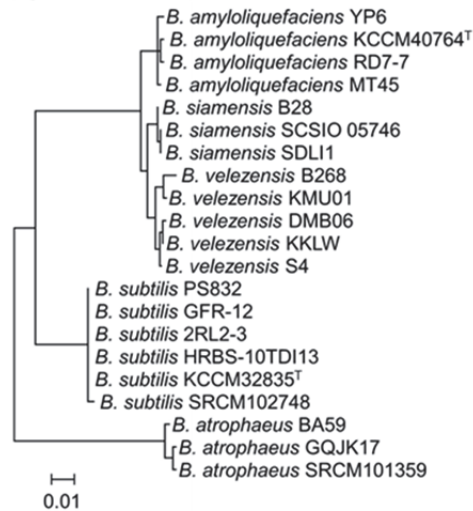 B. amyloliquefaciens YP6
B. amyloliquefaciens KCCM40764ᵀ
B. amyloliquefaciens RD7-7
B. amyloliquefaciens MT45
B. siamensis B28
B. siamensis SCSIO 05746
B. siamensis SDLI1
B. velezensis B268
B. velezensis KMU01
B. velezensis DMB06
B. velezensis KKLW
B. velezensis S4
B. subtilis PS832
B. subtilis GFR-12
B. subtilis 2RL2-3
B. subtilis HRBS-10TDI13
B. subtilis KCCM32835ᵀ
B. subtilis SRCM102748
B. atrophaeus BA59
B. atrophaeus GQJK17
B. atrophaeus SRCM101359
0.01